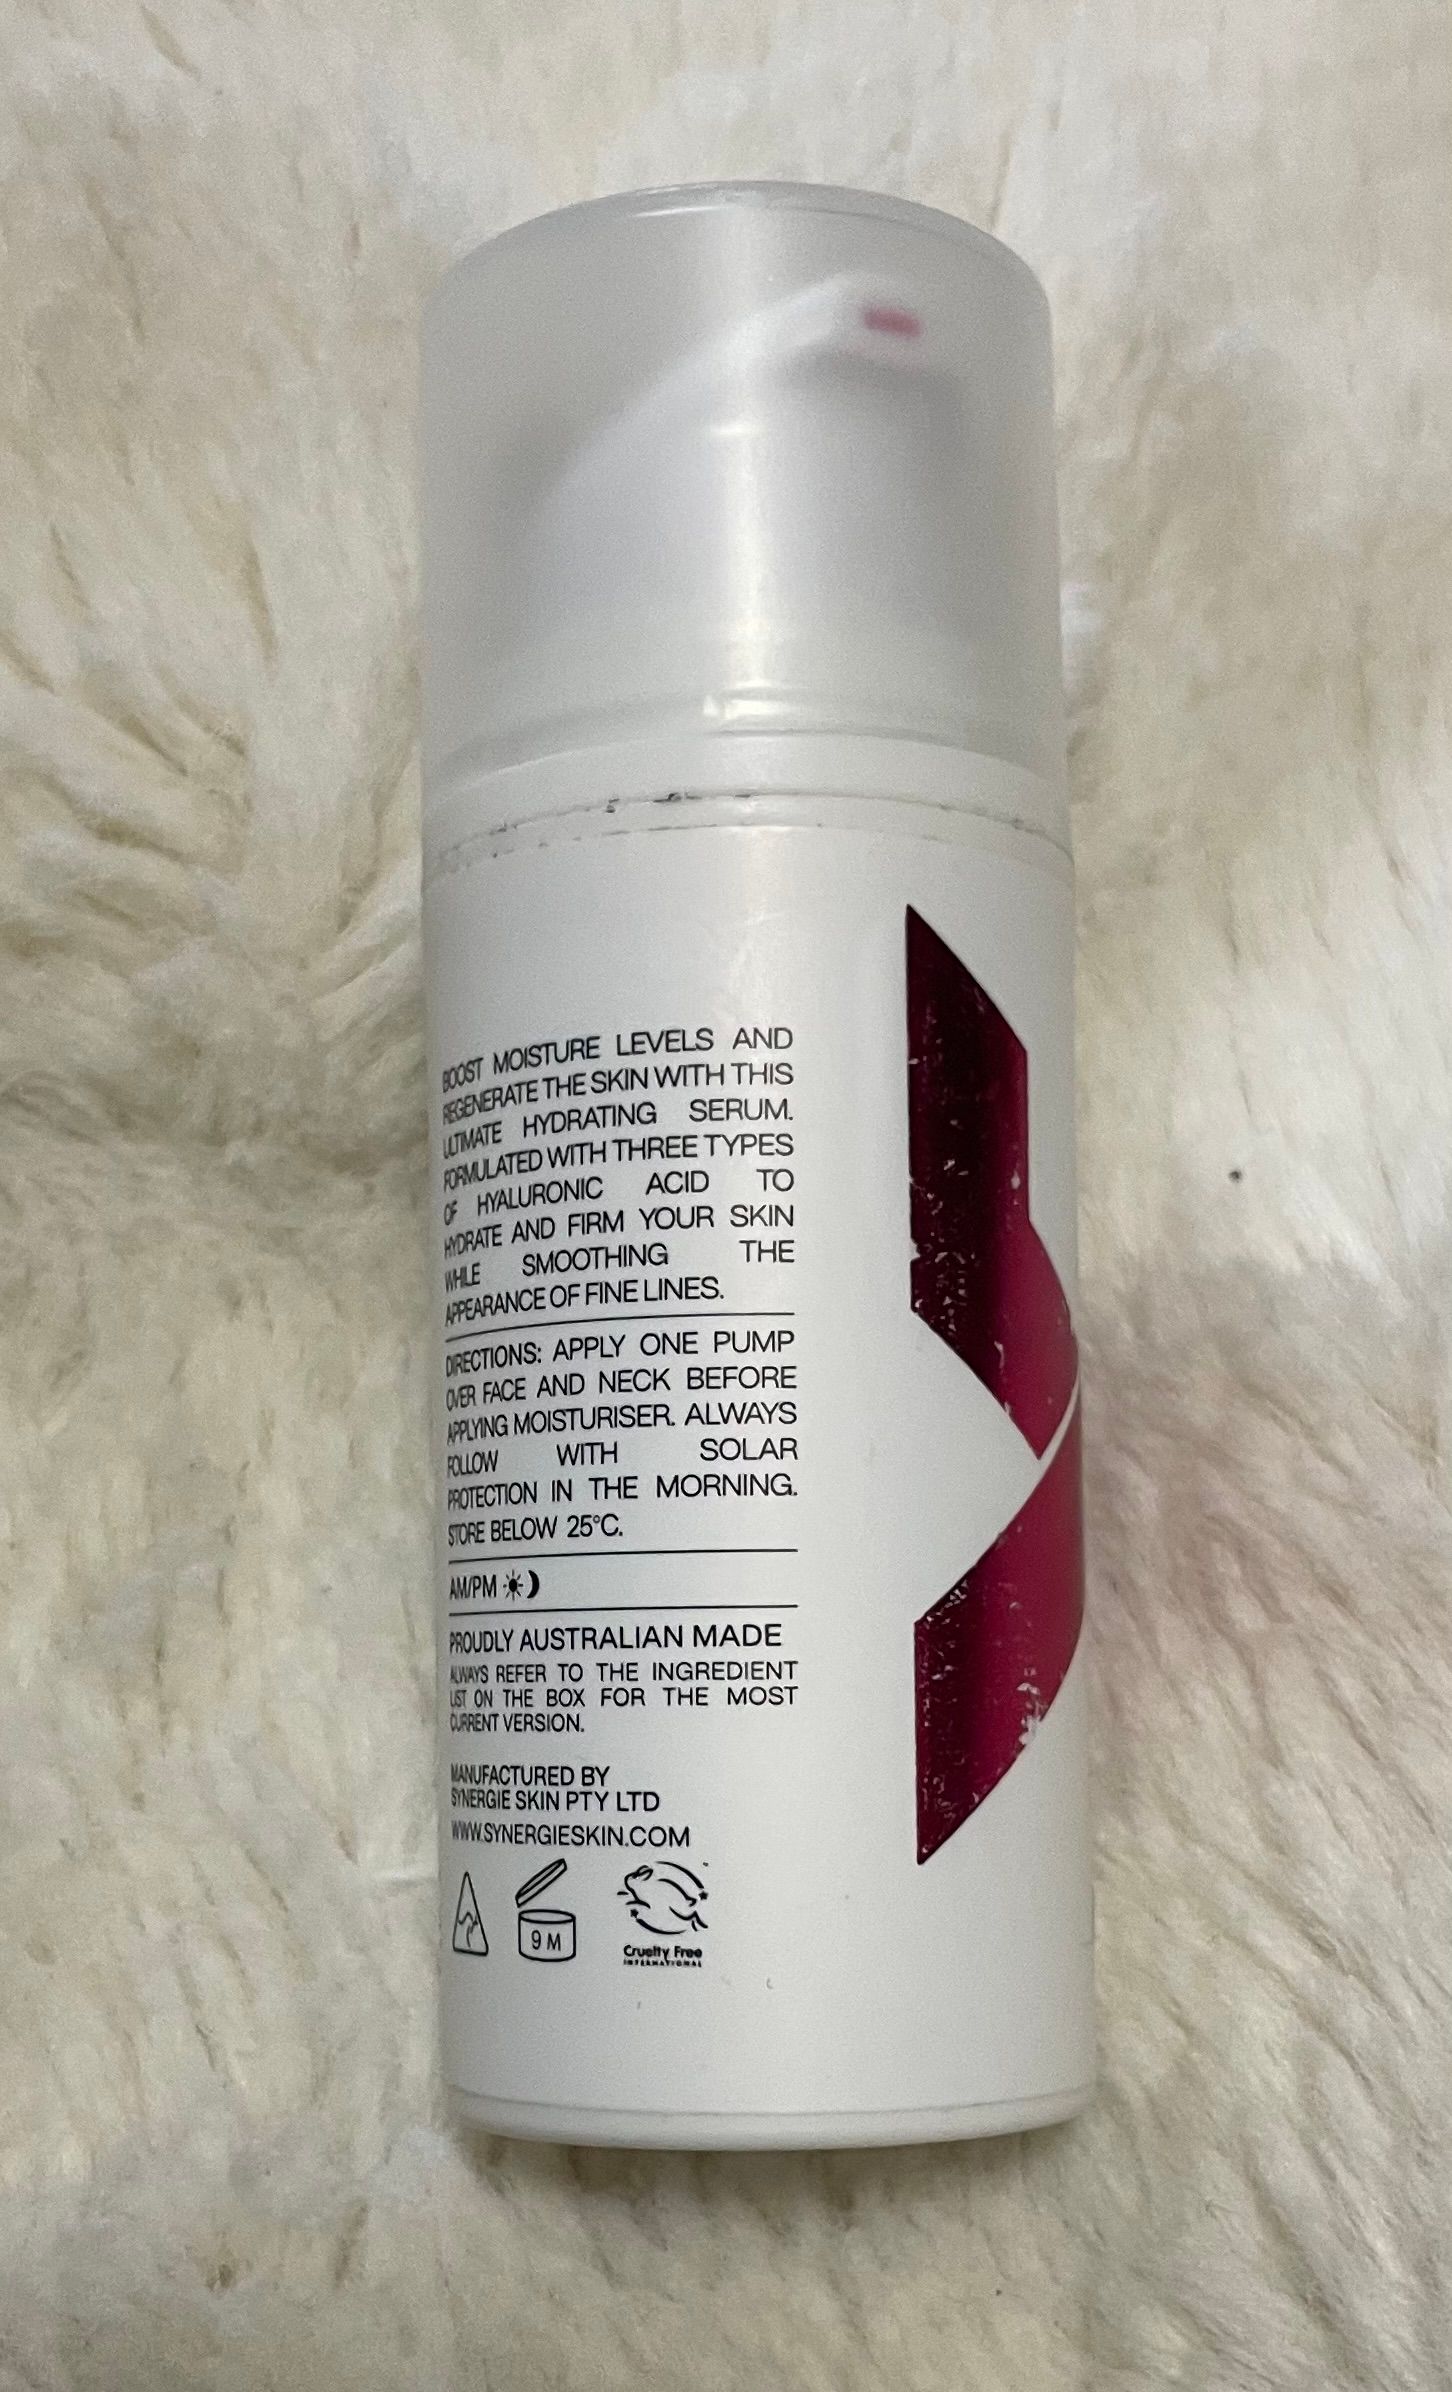 BOOST MOISTURE LEVELS AND
REGENERATE THE SKIN WITH THIS
ULTIMATE HYDRATING SERUM.
FORMULATED WITH THREE TYPES
OF HYALURONIC ACID TO
HYDRATE AND FIRM YOUR SKIN
WHILE SMOOTHING THE
APPEARANCE OF FINE LINES.
DIRECTIONS: APPLY ONE PUMP
OVER FACE AND NECK BEFORE
APPLYING MOISTURISER. ALWAYS
FOLLOW WITH SOLAR
PROTECTION IN THE MORNING.
STORE BELOW 25°C.
AM/PM
PROUDLY AUSTRALIAN MADE
ALWAYS REFER TO THE INGREDIENT
LIST ON THE BOX FOR THE MOST
CURRENT VERSION.
MANUFACTURED BY
SYNERGIE SKIN PTY LTD
WWW.SYNERGIESKIN.COM
9 M
Cruelty Free
INTERNATIONAL